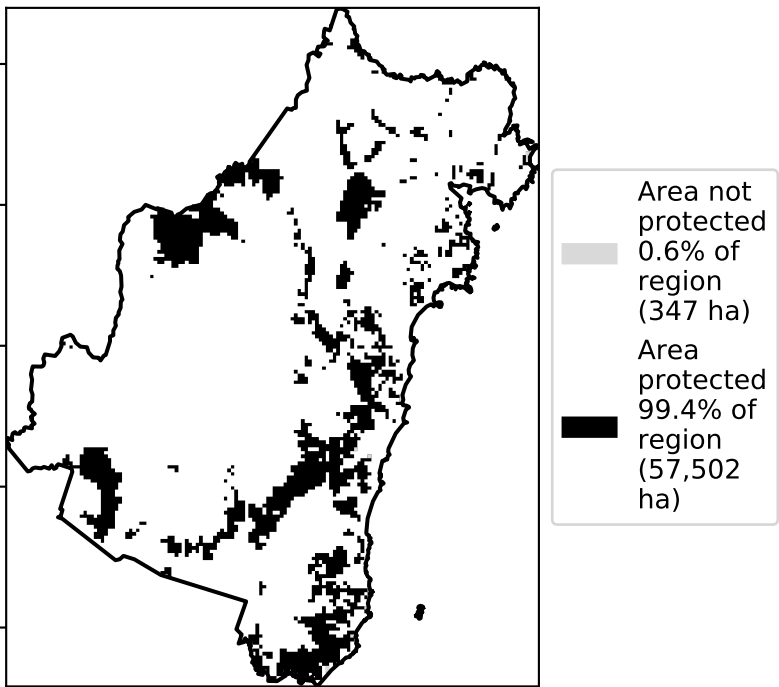 Area not
protected
0.6% of
region
(347 ha)
Area
protected
99.4% of
region
(57,502
ha)